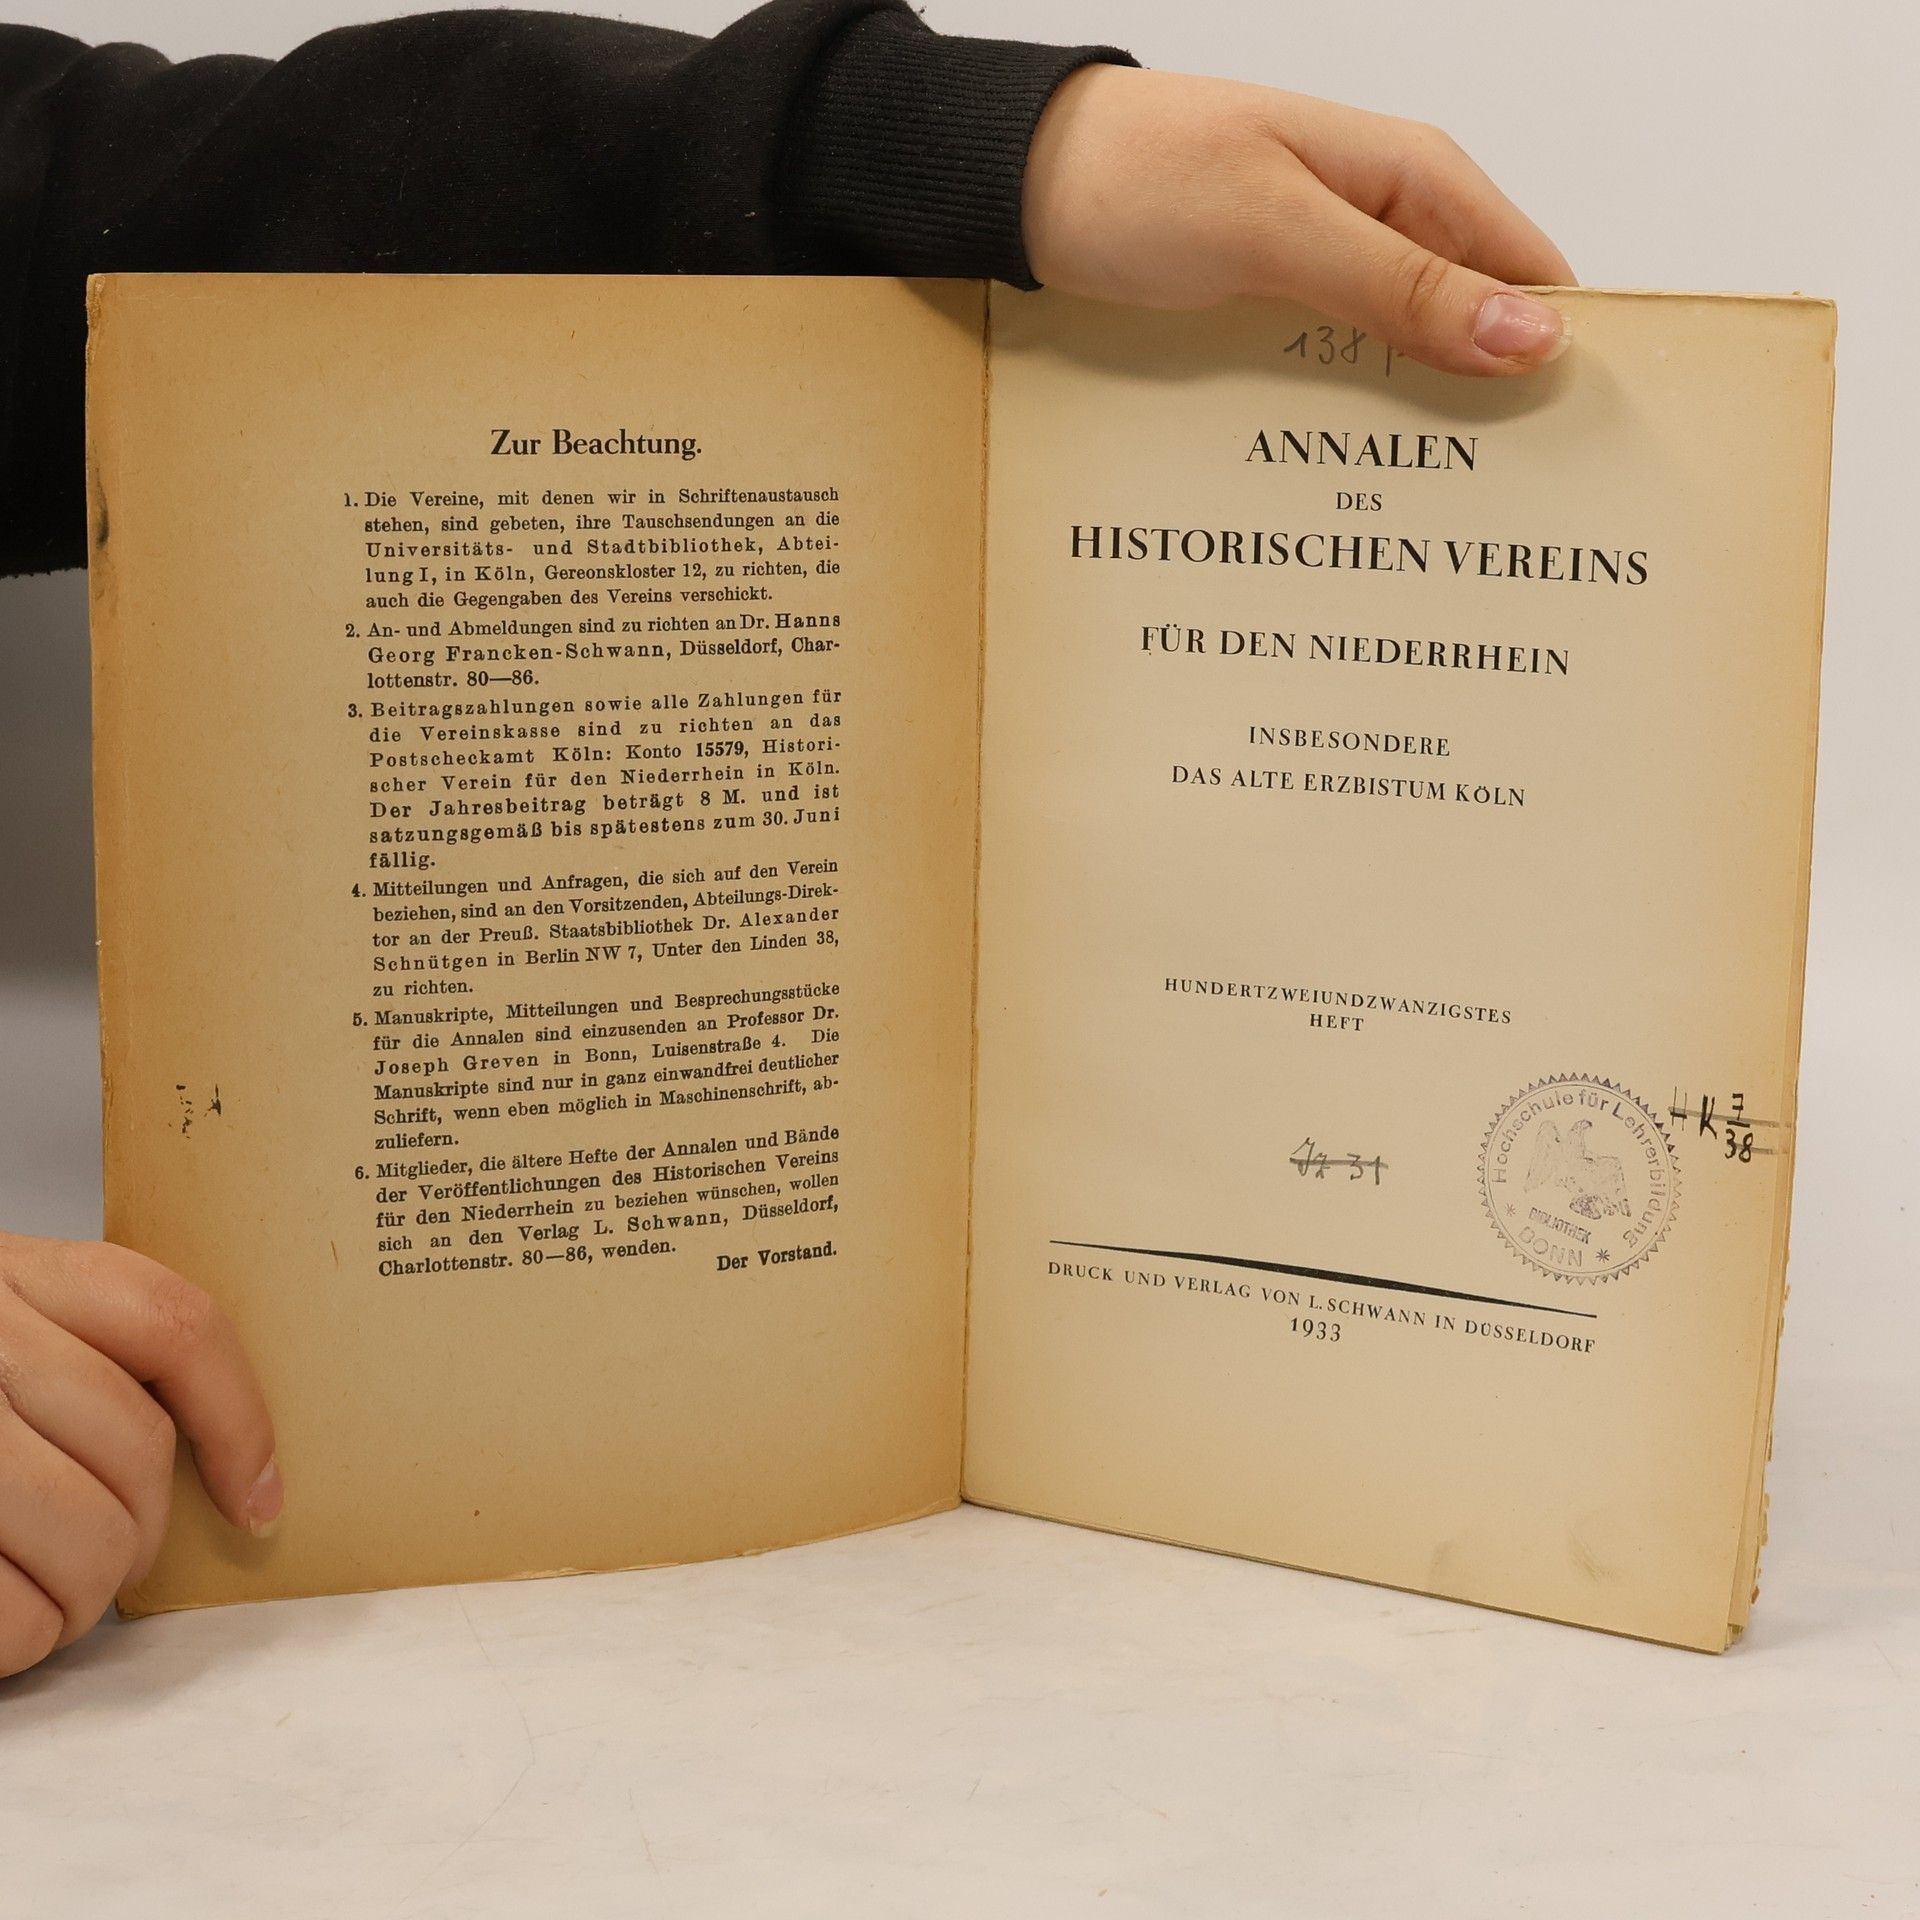 Zur Beachtung.
1. Die Vereine, mit denen wir in Schriftenaustausch
stehen, sind gebeten, ihre Tauschsendungen an die
Universitäts- und Stadtbibliothek, Abtei-
lung I, in Köln, Gereonskloster 12, zu richten, die
auch die Gegengaben des Vereins verschickt.
2. An- und Abmeldungen sind zu richten an Dr. Hanns
Georg Francken-Schwann, Düsseldorf, Char-
lottenstr. 80—86.
3. Beitragszahlungen sowie alle Zahlungen für
die Vereinskasse sind zu richten an das
Postscheckamt Köln: Konto 15579, Histori-
scher Verein für den Niederrhein in Köln.
Der Jahresbeitrag beträgt 8 M. und ist
satzungsgemäß bis spätestens zum 30. Juni
fällig.
4. Mitteilungen und Anfragen, die sich auf den Verein
beziehen, sind an den Vorsitzenden, Abteilungs-Direk-
tor an der Preuß. Staatsbibliothek Dr. Alexander
Schnütgen in Berlin NW 7, Unter den Linden 38,
zu richten.
5. Manuskripte, Mitteilungen und Besprechungsstücke
für die Annalen sind einzusenden an Professor Dr.
Joseph Greven in Bonn, Luisenstraße 4. Die
Manuskripte sind nur in ganz einwandfrei deutlicher
Schrift, wenn eben möglich in Maschinenschrift, ab-
zuliefern.
6. Mitglieder, die ältere Hefte der Annalen und Bände
der Veröffentlichungen des Historischen Vereins
für den Niederrhein zu beziehen wünschen, wollen
sich an den Verlag L. Schwann, Düsseldorf,
Charlottenstr. 80—86, wenden.
Der Vorstand.
138
ANNALEN
DES
HISTORISCHEN VEREINS
FÜR DEN NIEDERRHEIN
INSBESONDERE
DAS ALTE ERZBISTUM KÖLN
HUNDERTZWEIUNDZWANZIGSTES
HEFT
Hochschule für Lehrerbildung
BIBLIOTHEK
* BONN *
K 7
38
DRUCK UND VERLAG VON L. SCHWANN IN DÜSSELDORF
1933